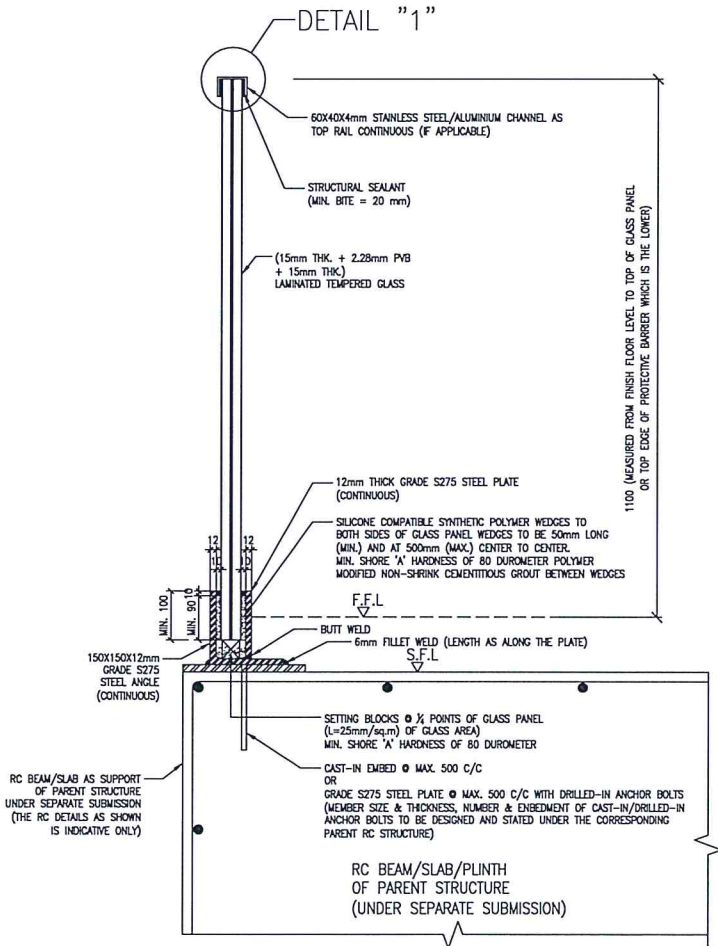 DETAIL "1"
60X40X4mm STAINLESS STEEL/ALUMINIUM CHANNEL AS
TOP RAIL CONTINUOUS (IF APPLICABLE)
STRUCTURAL SEALANT
(MIN. BITE = 20 mm)
(15mm THK. + 2.28mm PVB
+ 15mm THK.)
LAMINATED TEMPERED GLASS
1100 (MEASURED FROM FINISH FLOOR LEVEL TO TOP OF GLASS PANEL
OR TOP EDGE OF PROTECTIVE BARRIER WHICH IS THE LOWER)
12mm THICK GRADE S275 STEEL PLATE
(CONTINUOUS)
SILICONE COMPATIBLE SYNTHETIC POLYMER WEDGES TO
BOTH SIDES OF GLASS PANEL WEDGES TO BE 50mm LONG
(MIN.) AND AT 500mm (MAX.) CENTER TO CENTER.
MIN. SHORE 'A' HARDNESS OF 80 DUROMETER POLYMER
MODIFIED NON-SHRINK CEMENTITIOUS GROUT BETWEEN WEDGES
12 12
10 10
MIN. 100
MIN. 90 10
F.F.L
BUTT WELD
6mm FILLET WELD (LENGTH AS ALONG THE PLATE)
S.F.L
150X150X12mm
GRADE S275
STEEL ANGLE
(CONTINUOUS)
SETTING BLOCKS @ ¼ POINTS OF GLASS PANEL
(L=25mm/sq.m) OF GLASS AREA)
MIN. SHORE 'A' HARDNESS OF 80 DUROMETER
CAST-IN EMBED @ MAX. 500 C/C
OR
GRADE S275 STEEL PLATE @ MAX. 500 C/C WITH DRILLED-IN ANCHOR BOLTS
(MEMBER SIZE & THICKNESS, NUMBER & ENBEDMENT OF CAST-IN/DRILLED-IN
ANCHOR BOLTS TO BE DESIGNED AND STATED UNDER THE CORRESPONDING
PARENT RC STRUCTURE)
RC BEAM/SLAB AS SUPPORT
OF PARENT STRUCTURE
UNDER SEPARATE SUBMISSION
(THE RC DETAILS AS SHOWN
IS INDICATIVE ONLY)
RC BEAM/SLAB/PLINTH
OF PARENT STRUCTURE
(UNDER SEPARATE SUBMISSION)